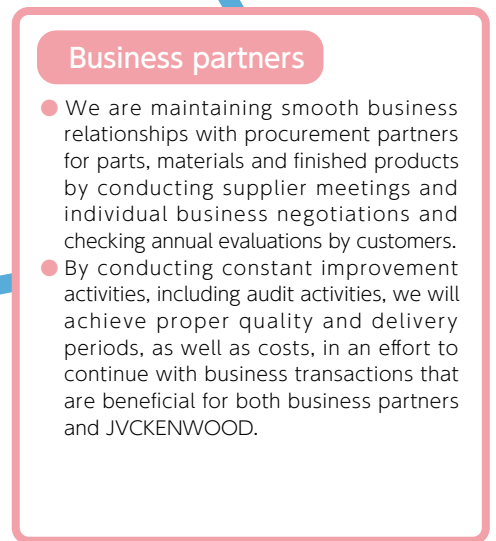 Business partners
● We are maintaining smooth business
relationships with procurement partners
for parts, materials and finished products
by conducting supplier meetings and
individual business negotiations and
checking annual evaluations by customers.
● By conducting constant improvement
activities, including audit activities, we will
achieve proper quality and delivery
periods, as well as costs, in an effort to
continue with business transactions that
are beneficial for both business partners
and JVCKENWOOD.